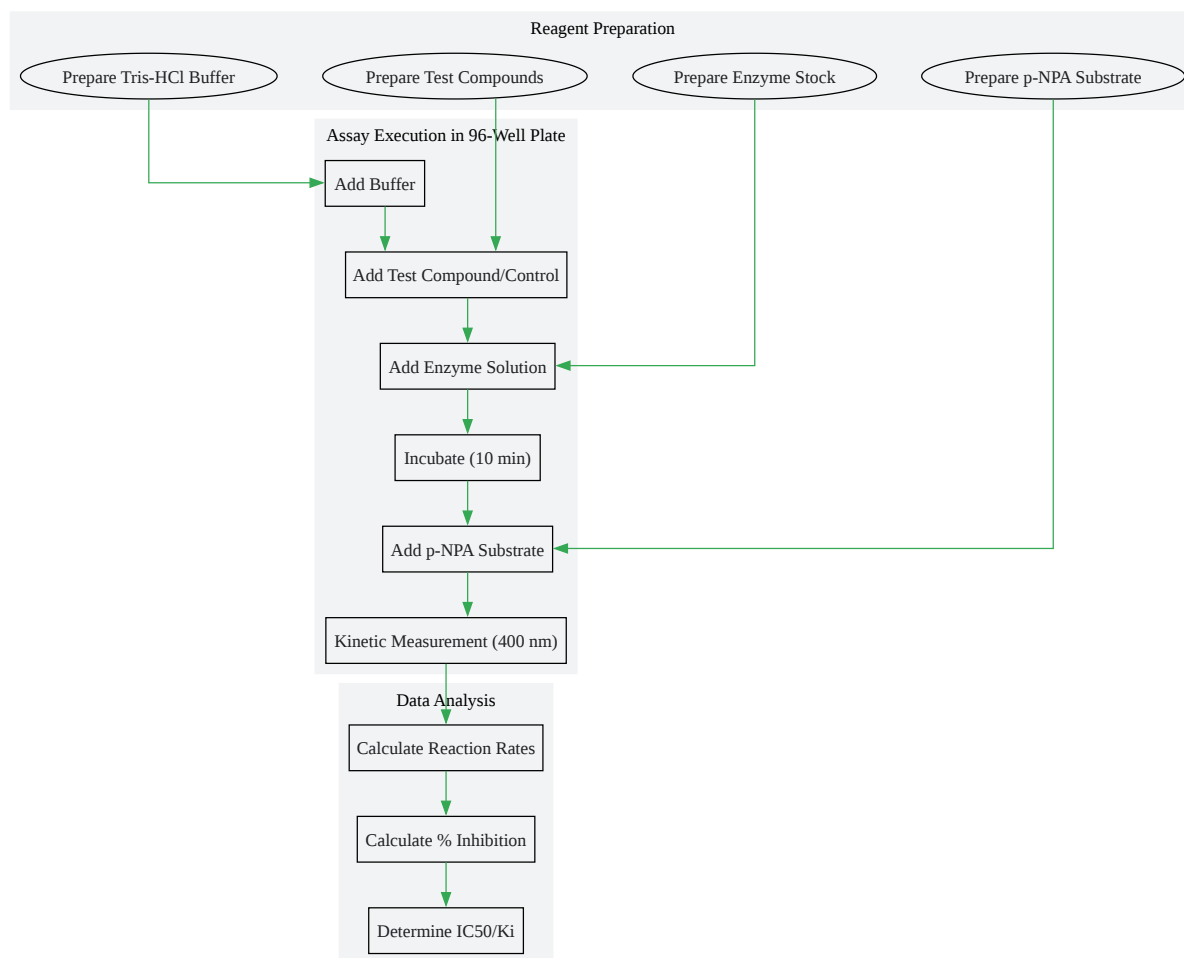 Reagent Preparation
Prepare Tris-HCl Buffer
Prepare Test Compounds
Prepare Enzyme Stock
Prepare p-NPA Substrate
Assay Execution in 96-Well Plate
Add Buffer
Add Test Compound/Control
Add Enzyme Solution
Incubate (10 min)
Add p-NPA Substrate
Kinetic Measurement (400 nm)
Data Analysis
Calculate Reaction Rates
Calculate % Inhibition
Determine IC50/Ki